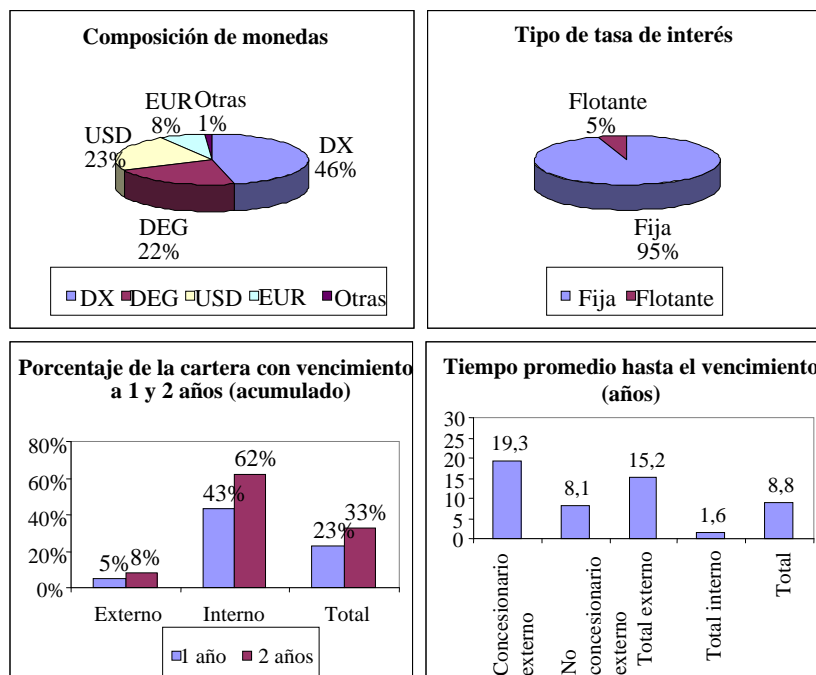 Composición de monedas
EUR
Otras
8%
1%
USD
23%
DX
46%
DEG
22%
DX DEG USD EUR Otras
Tipo de tasa de interés
Flotante
5%
Fija
95%
Fija Flotante
Porcentaje de la cartera con vencimiento
a 1 y 2 años (acumulado)
80%
60%
40%
20%
0%
5%
8%
43%
62%
23%
33%
Externo Interno Total
1 año 2 años
Tiempo promedio hasta el vencimiento
(años)
30
25
20
15
10
5
0
19,3
8,1
15,2
1,6
8,8
Concesionario
externo
No
concesionario
externo
Total externo
Total interno
Total